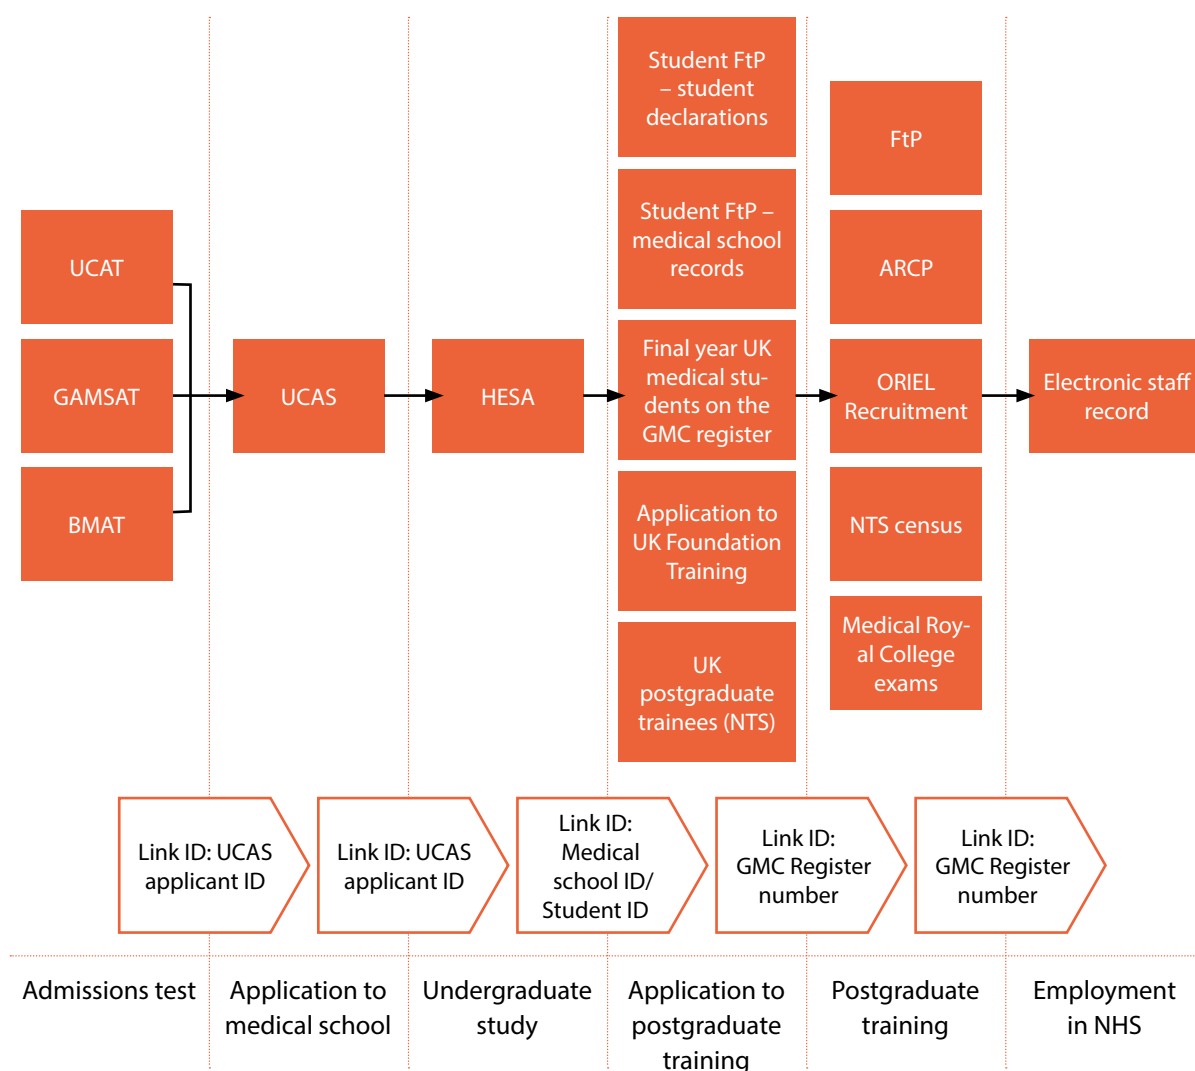 UCAT
GAMSAT
BMAT
UCAS
HESA
Student FtP
– student
declarations
Student FtP –
medical school
records
Final year UK
medical stu-
dents on the
GMC register
Application to
UK Foundation
Training
UK
postgraduate
trainees (NTS)
FtP
ARCP
ORIEL
Recruitment
NTS census
Medical Roy-
al College
exams
Electronic staff
record
Link ID: UCAS
applicant ID
Link ID: UCAS
applicant ID
Link ID:
Medical
school ID/
Student ID
Link ID:
GMC Register
number
Link ID:
GMC Register
number
Admissions test
Application to
medical school
Undergraduate
study
Application to
postgraduate
training
Postgraduate
training
Employment
in NHS